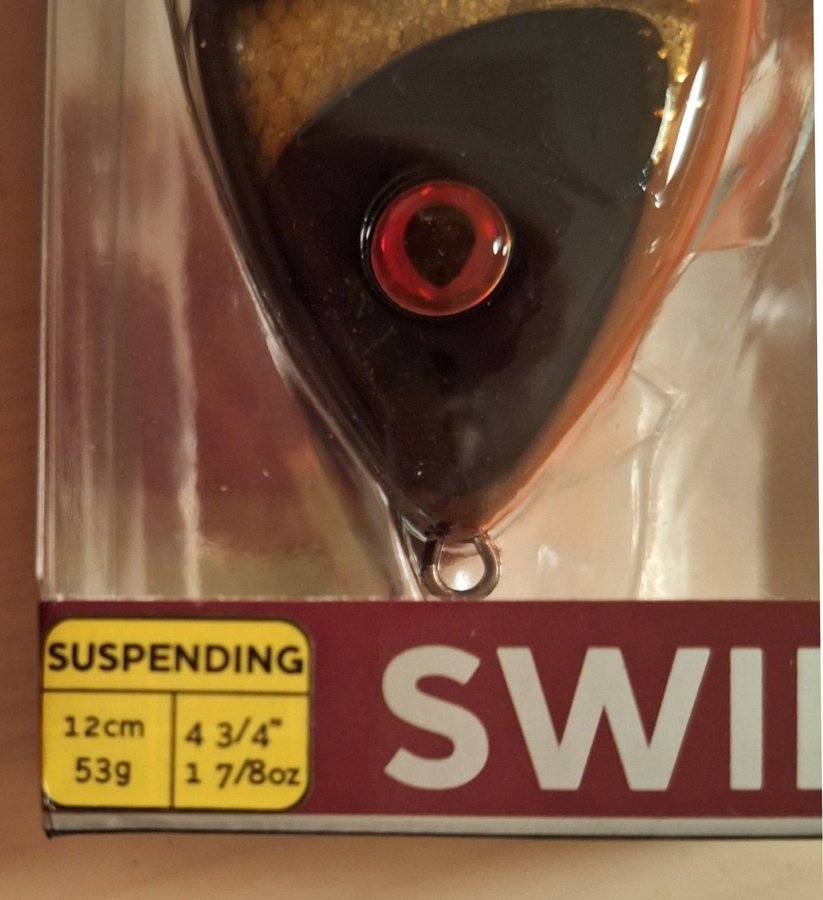 SUSPENDING
12cm
53g
4 3/4"
1 7/8oz
SWI